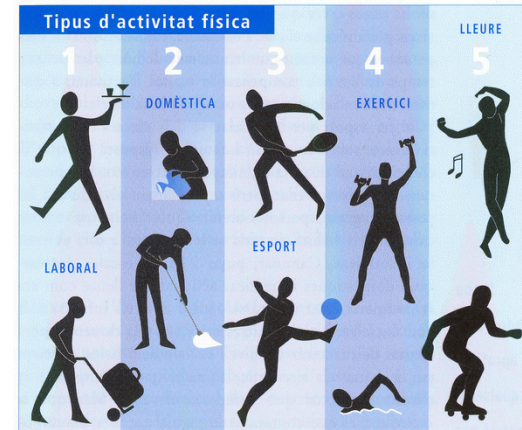 Tipus d'activitat física
1 2 3 4 5
LLEURE
DOMÈSTICA
EXERCICI
ESPORT
LABORAL